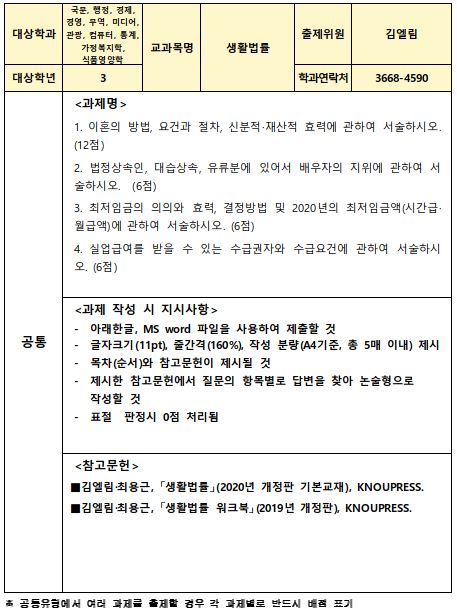 대상학과
국문, 행정, 경제,
경영, 무역, 미디어,
관광, 컴퓨터, 통계,
가정복지학,
식품영양학
교과목명
생활법률
출제위원
김엘림
대상학년
3
학과연락처
3668-4590
공통
<과제명>
1. 이혼의 방법, 요건과 절차, 신분적·재산적 효력에 관하여 서술하시오.
(12점)
2. 법정상속인, 대습상속, 유류분에 있어서 배우자의 지위에 관하여 서
술하시오. (6점)
3. 최저임금의 의의와 효력, 결정방법 및 2020년의 최저임금액(시간급·
월급액)에 관하여 서술하시오. (6점)
4. 실업급여를 받을 수 있는 수급권자와 수급요건에 관하여 서술하시
오. (6점)
<과제 작성 시 지시사항>
- 아래한글, MS word 파일을 사용하여 제출할 것
- 글자크기(11pt), 줄간격(160%), 작성 분량(A4기준, 총 5매 이내) 제시
- 목차(순서)와 참고문헌이 제시될 것
- 제시한 참고문헌에서 질문의 항목별로 답변을 찾아 논술형으로
작성할 것
- 표절 판정시 0점 처리됨
<참고문헌>
■김엘림·최용근, 「생활법률」(2020년 개정판 기본교재), KNOUPRESS.
■김엘림·최용근, 「생활법률 워크북」(2019년 개정판), KNOUPRESS.
※ 공통유형에서 여러 과제를 출제할 경우 각 과제별로 반드시 배점 표기